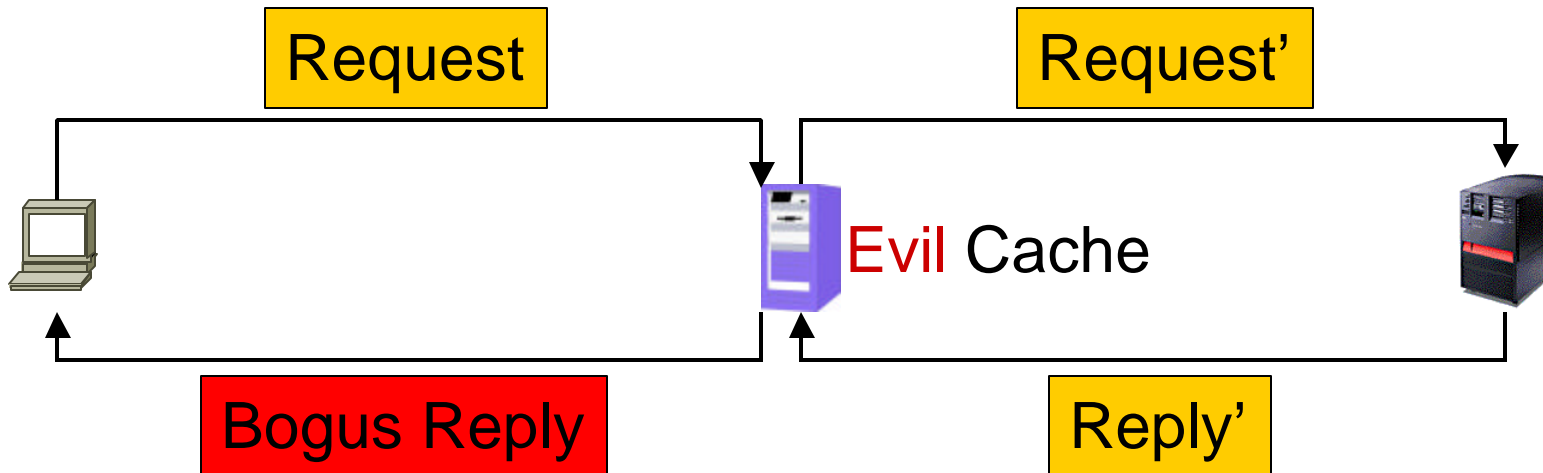 Request
Request’
Evil Cache
Bogus Reply
Reply’